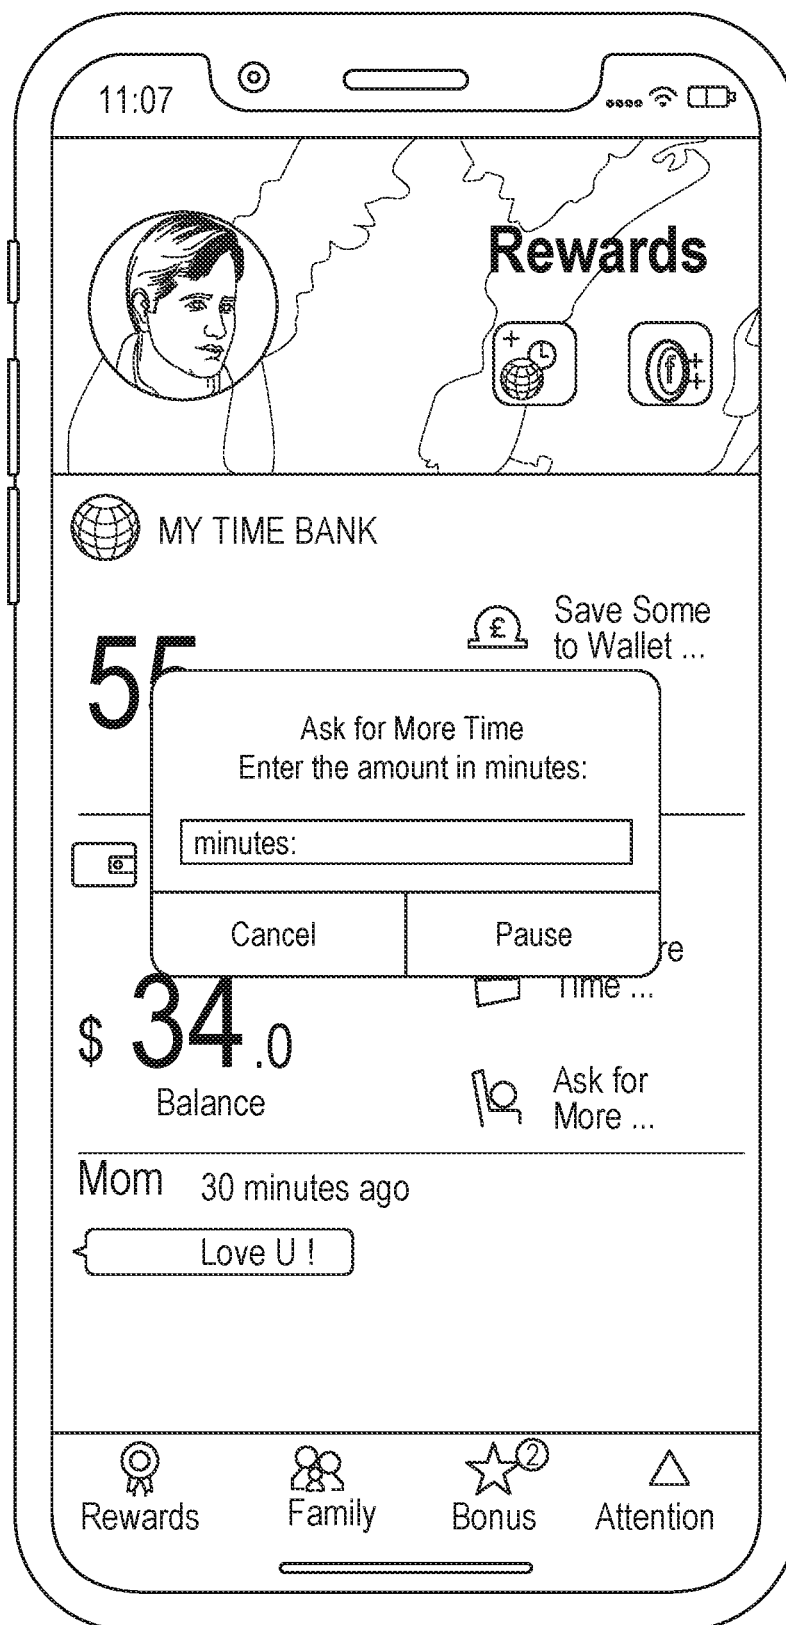 11:07
Rewards
f
MY TIME BANK
55
£
Save Some
to Wallet ...
Ask for More Time
Enter the amount in minutes:
minutes:
Cancel
Pause
re
Time ...
$ 34.0
Balance
Ask for
More ...
Mom
30 minutes ago
Love U !
2
Rewards
Family
Bonus
Attention